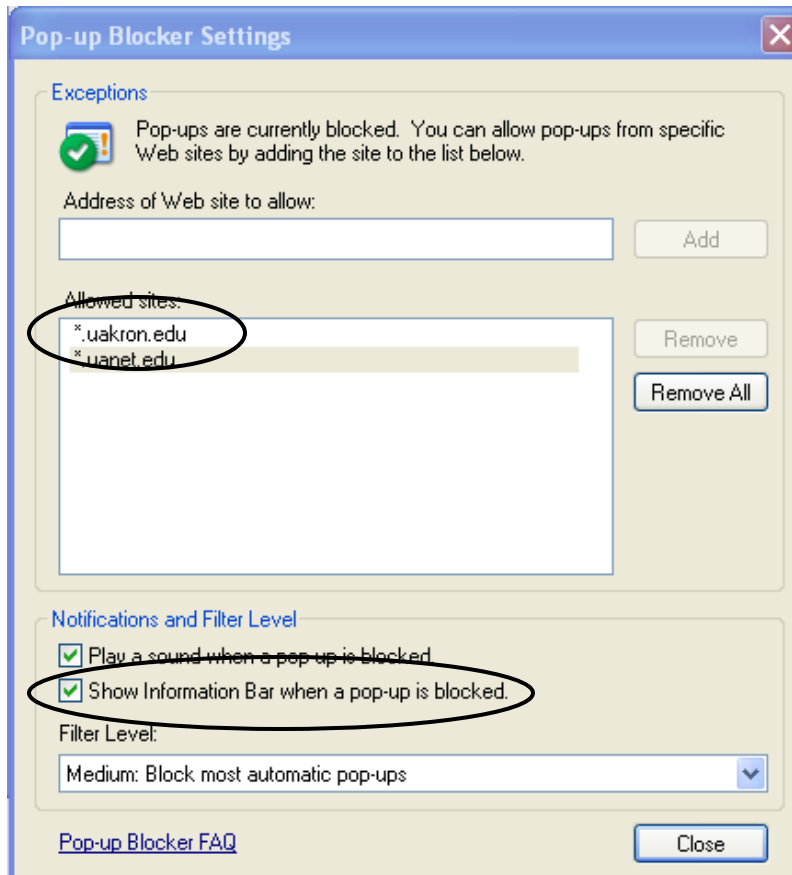 Pop-up Blocker Settings
Exceptions
Pop-ups are currently blocked. You can allow pop-ups from specific
Web sites by adding the site to the list below.
Address of Web site to allow:
Add
Allowed sites:
*.uakron.edu
*.uanet.edu
Remove
Remove All
Notifications and Filter Level
Play a sound when a pop-up is blocked.
Show Information Bar when a pop-up is blocked.
Filter Level:
Medium: Block most automatic pop-ups
Pop-up Blocker FAQ
Close